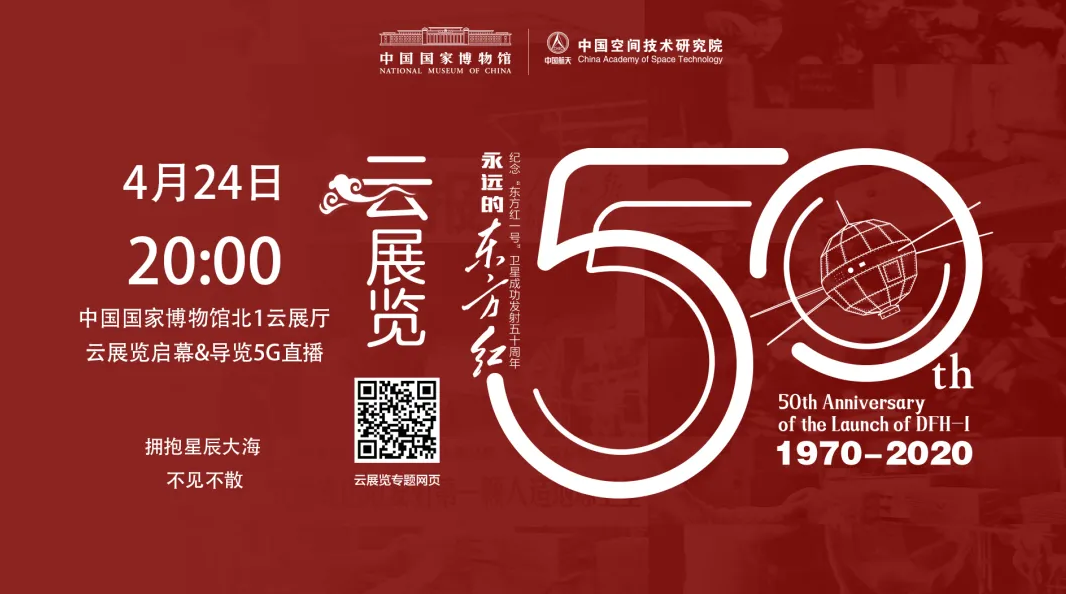 中国国家博物馆
NATIONAL MUSEUM OF CHINA
中国航天
中国空间技术研究院
China Academy of Space Technology
4月24日
20:00
中国国家博物馆北1云展厅
云展览启幕&导览5G直播
拥抱星辰大海
不见不散
云展览
云展览专题网页
永远的东方红
纪念“东方红一号”卫星成功发射五十周年
50th
50th Anniversary
of the Launch of DFH-1
1970-2020